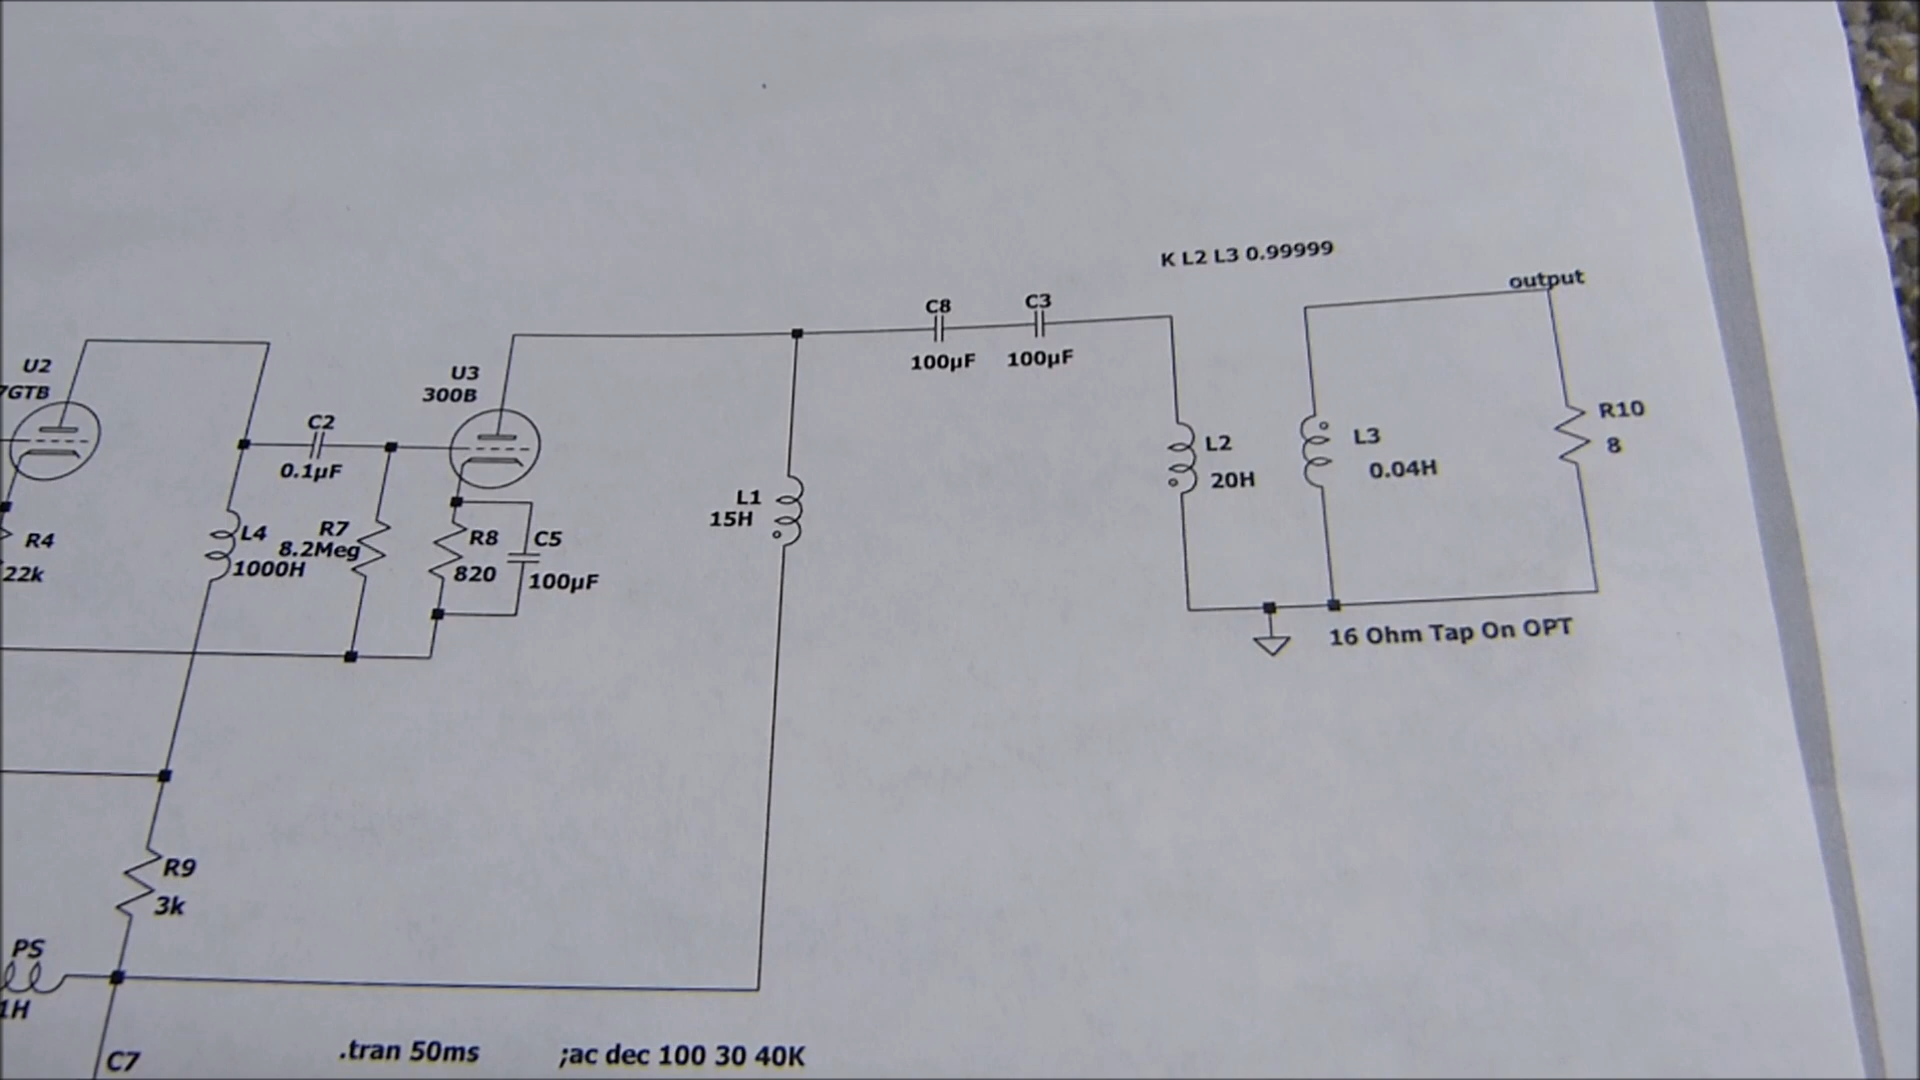 K L2 L3 0.99999
output
C8
100µF
C3
100µF
U2
7GTB
U3
300B
C2
0.1µF
R10
8
L2
20H
L3
0.04H
L1
15H
R4
22k
L4
1000H
R7
8.2Meg
R8
820
C5
100µF
16 Ohm Tap On OPT
R9
3k
PS
1H
C7
.tran 50ms
;ac dec 100 30 40K